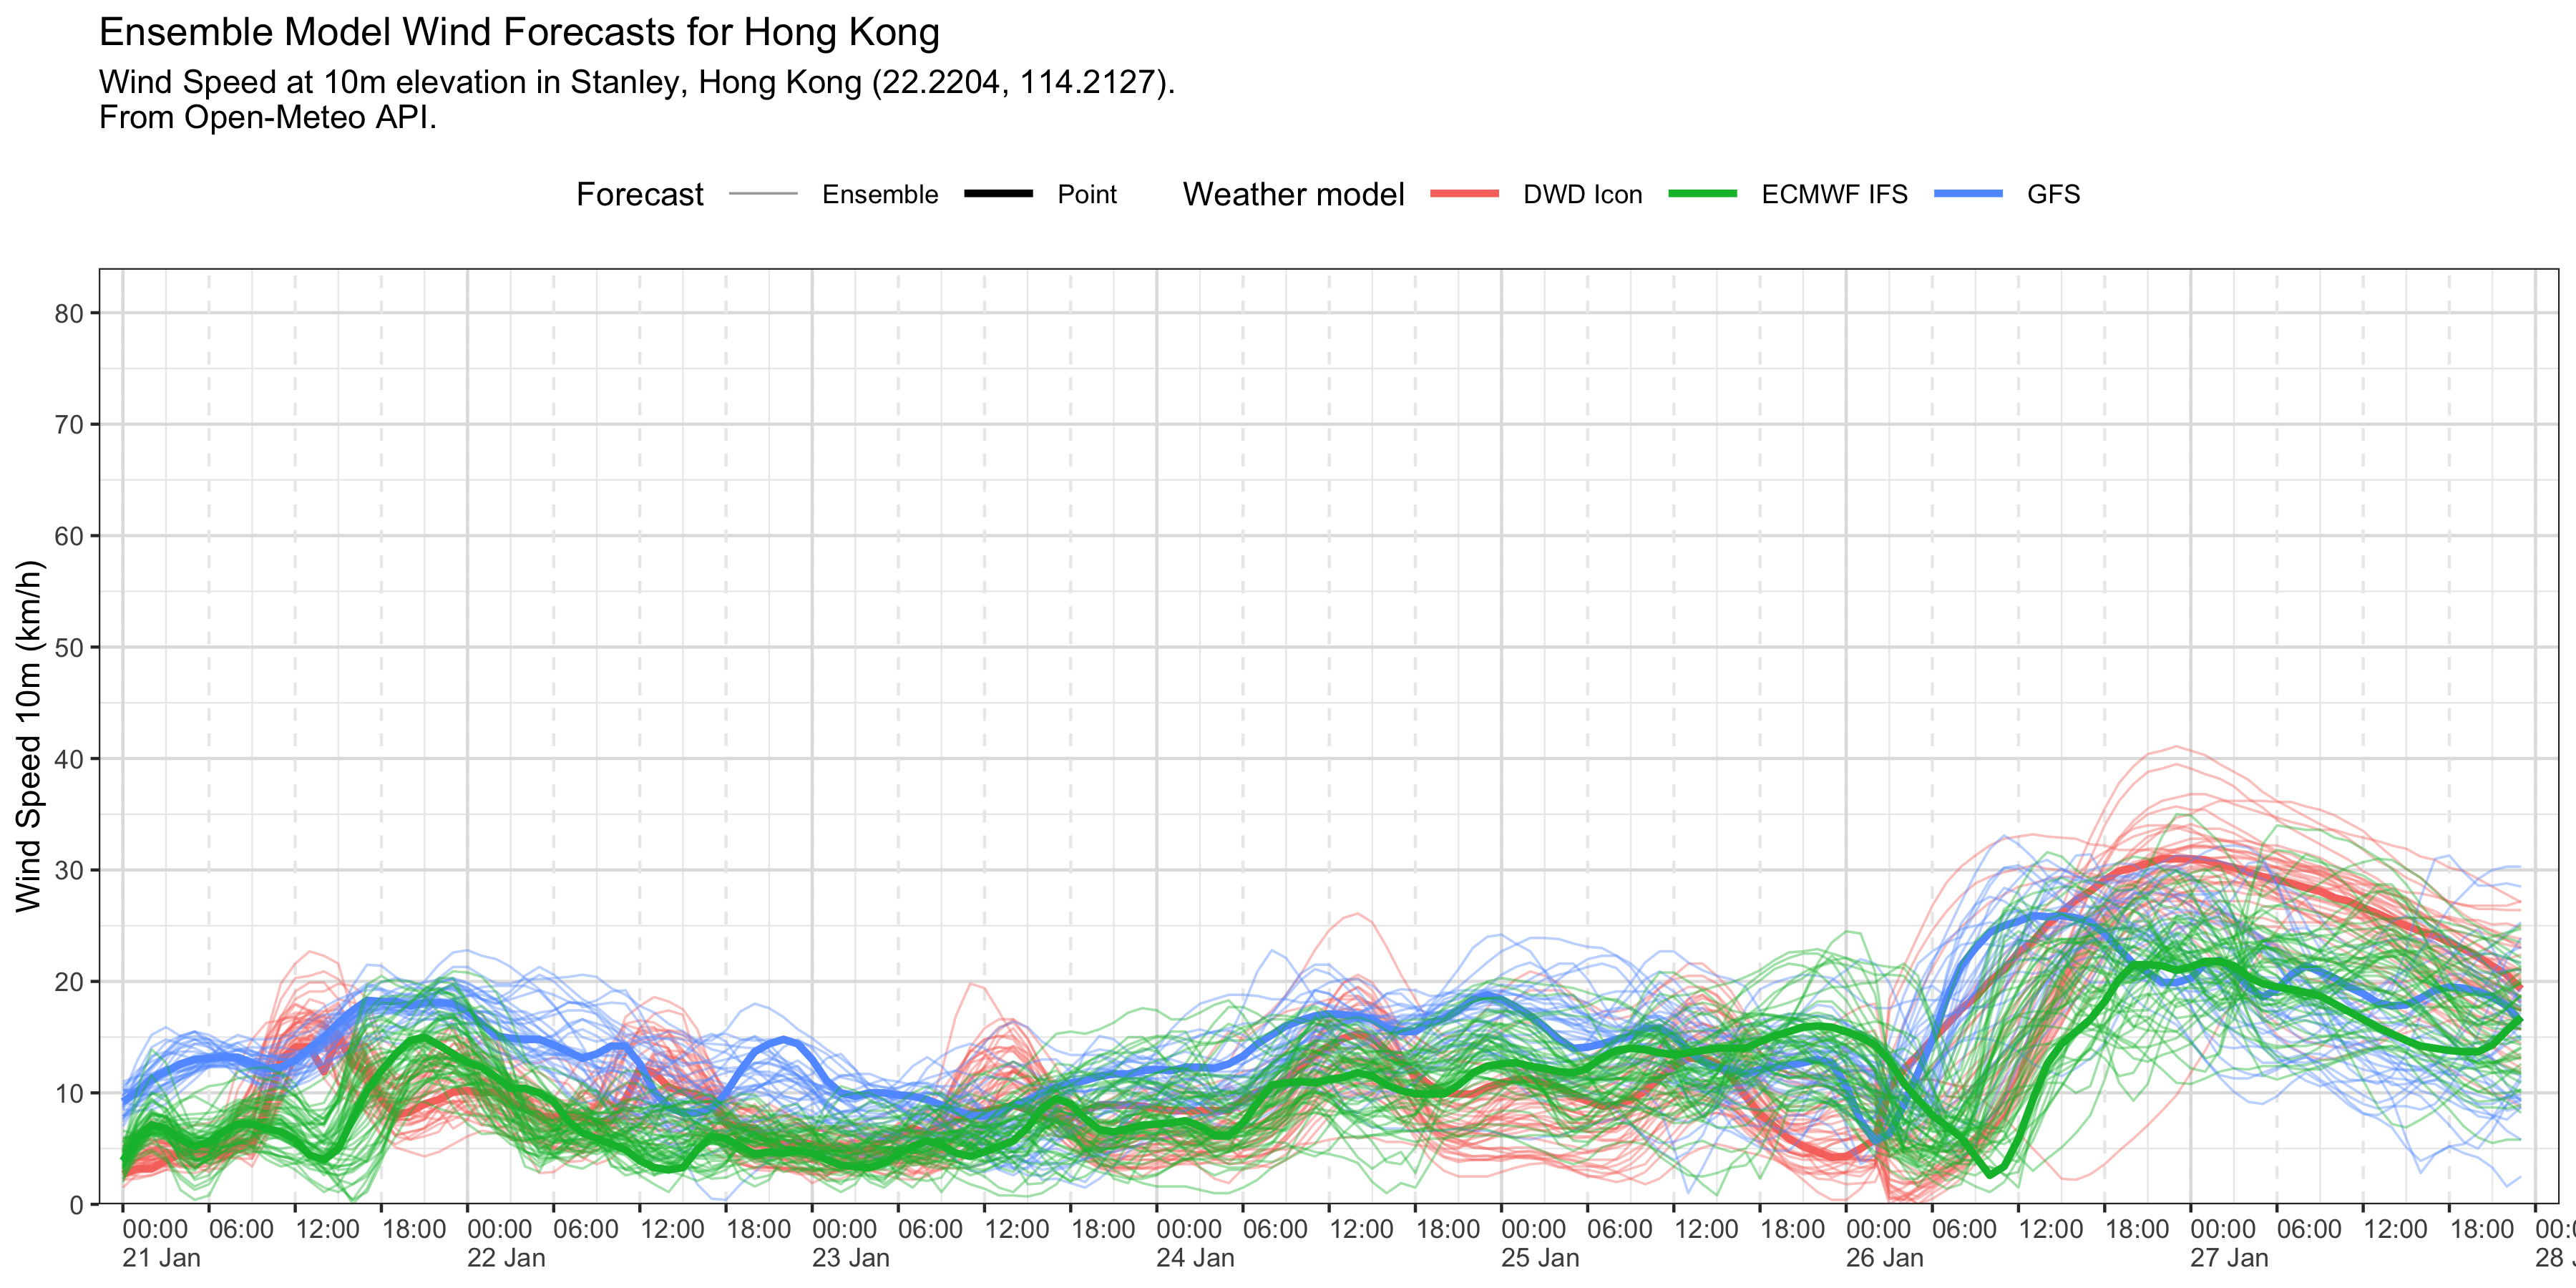 Ensemble Model Wind Forecasts for Hong Kong
Wind Speed at 10m elevation in Stanley, Hong Kong (22.2204, 114.2127).
From Open-Meteo API.
Forecast Ensemble Point Weather model DWD Icon ECMWF IFS GFS
Wind Speed 10m (km/h)
80
70
60
50
40
30
20
10
0
00:00 06:00 12:00 18:00 00:00 06:00 12:00 18:00 00:00 06:00 12:00 18:00 00:00 06:00 12:00 18:00 00:00 06:00 12:00 18:00 00:00 06:00 12:00 18:00 00:00 06:00 12:00 18:00 00:0
21 Jan 22 Jan 23 Jan 24 Jan 25 Jan 26 Jan 27 Jan 28